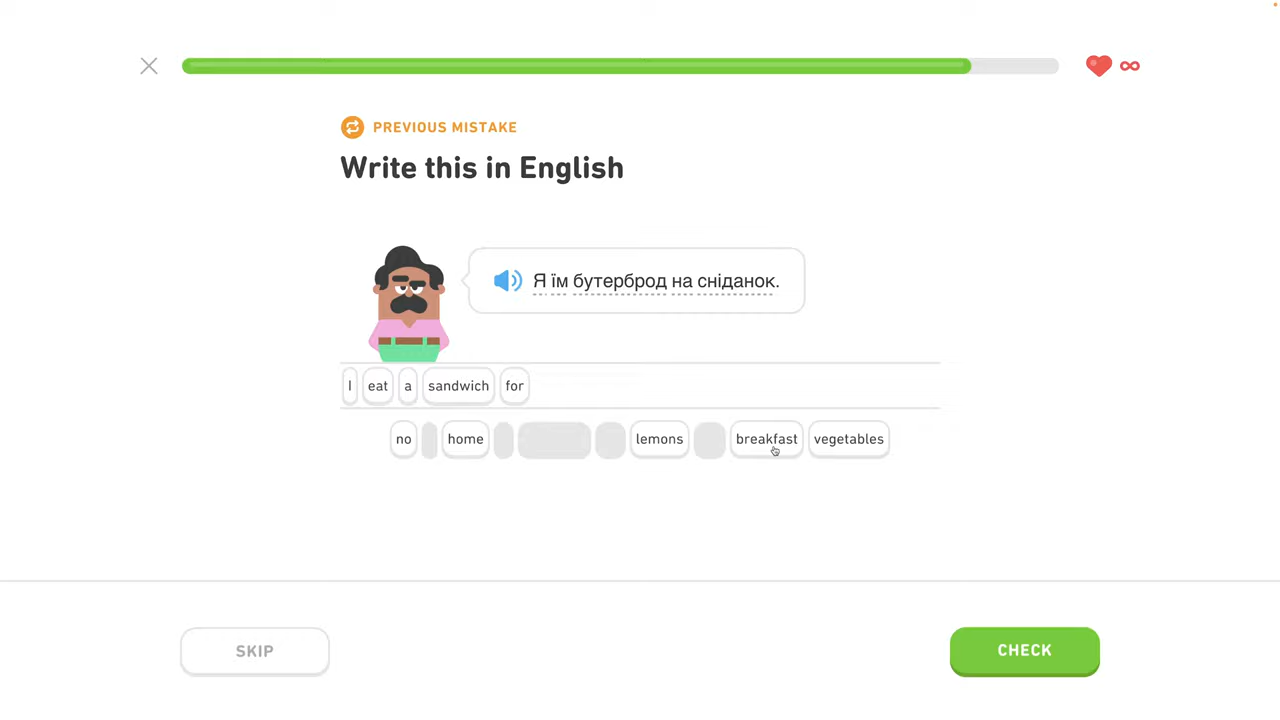 ∞
PREVIOUS MISTAKE
Write this in English
Я їм бутерброд на сніданок.
I eat a sandwich for
no home lemons breakfast vegetables
SKIP CHECK